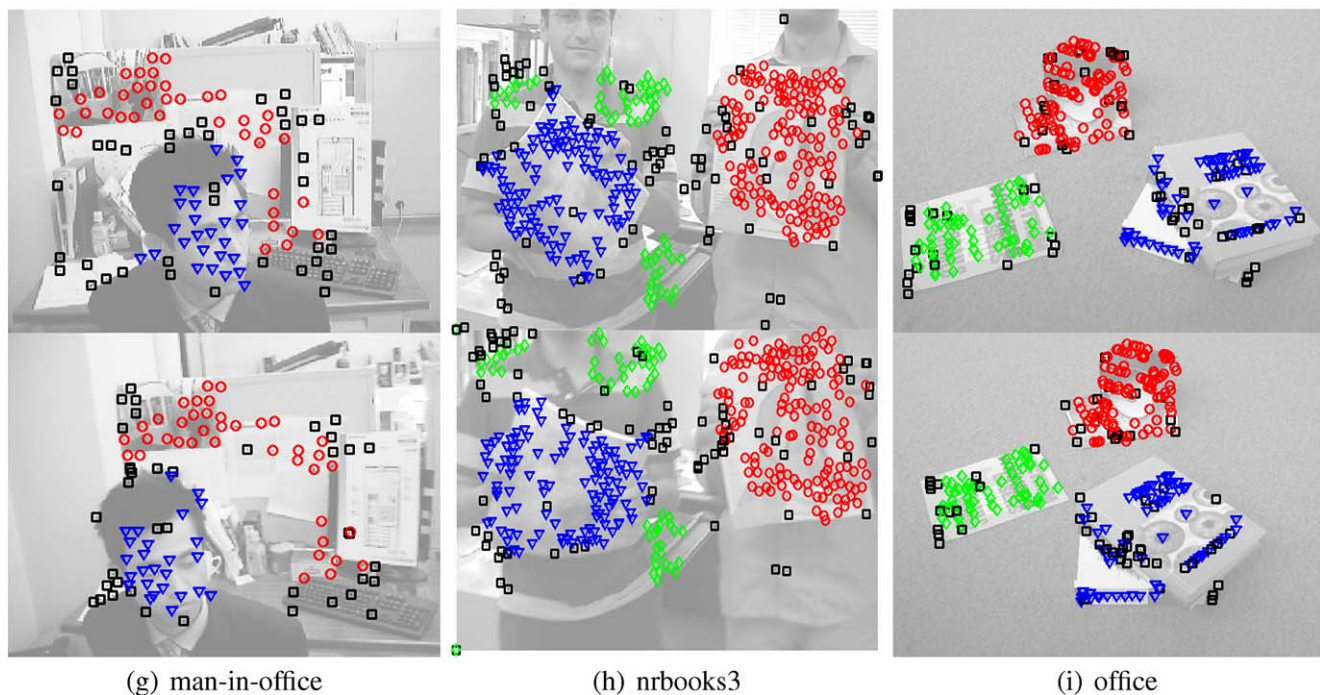 (g) man-in-office
(h) nrbooks3
(i) office